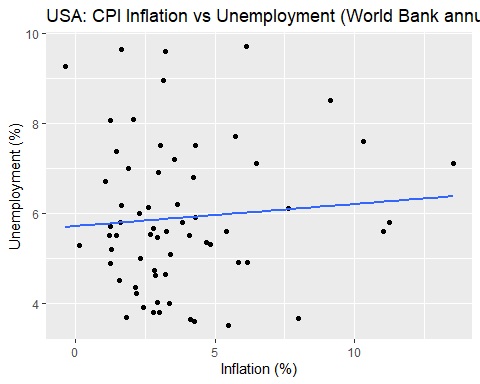 USA: CPI Inflation vs Unemployment (World Bank annu
10
8
6
4
Unemployment (%)
0
5
10
Inflation (%)